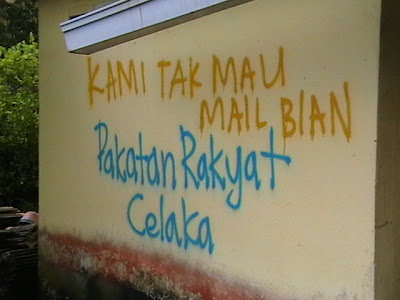 KAMI TAK MAU
MAIL BIAN
Pakatan Rakyat
Celaka